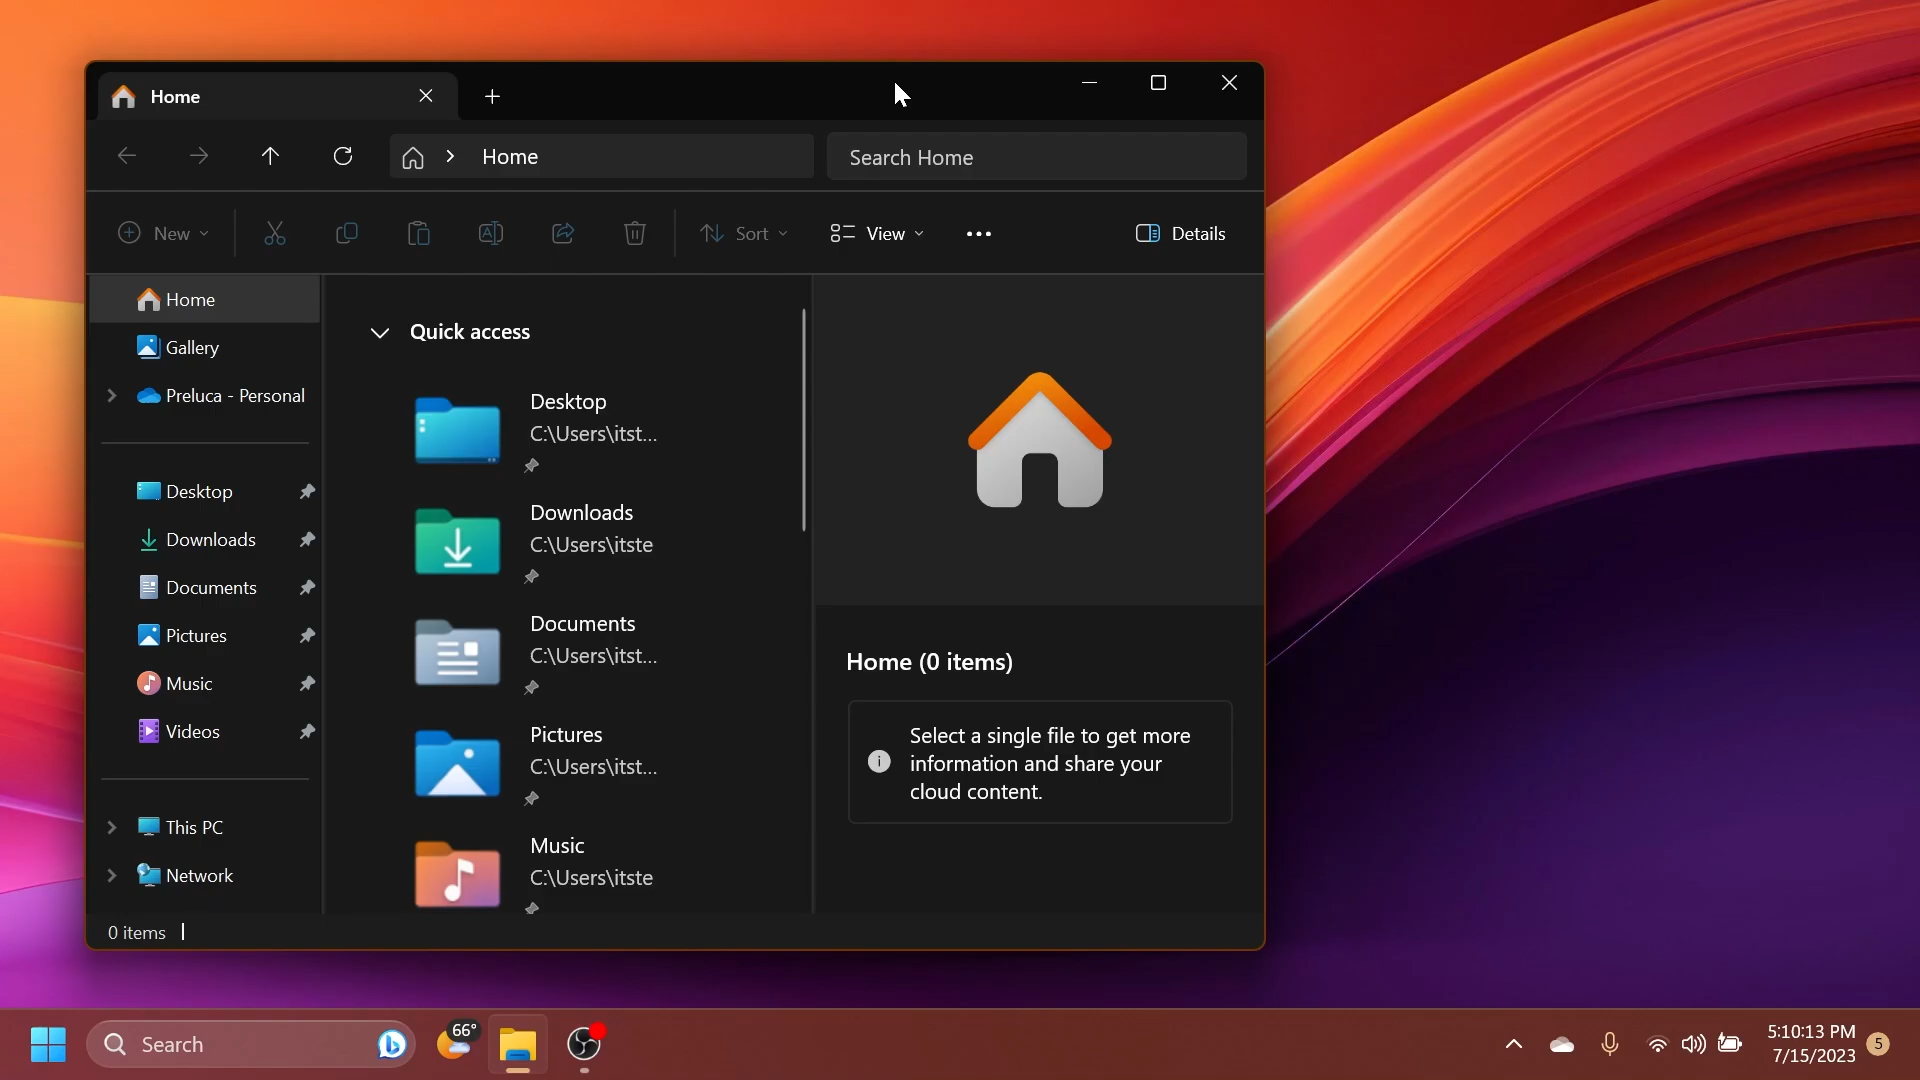 Home
Home
Search Home
New
Sort
View
Details
Home
Gallery
Preluca - Personal
Desktop
Downloads
Documents
Pictures
Music
Videos
This PC
Network
Quick access
Desktop
C:\Users\itst...
Downloads
C:\Users\itste
Documents
C:\Users\itst...
Pictures
C:\Users\itst...
Music
C:\Users\itste
Home (0 items)
Select a single file to get more
information and share your
cloud content.
0 items
Search
66°
5:10:13 PM
7/15/2023
5